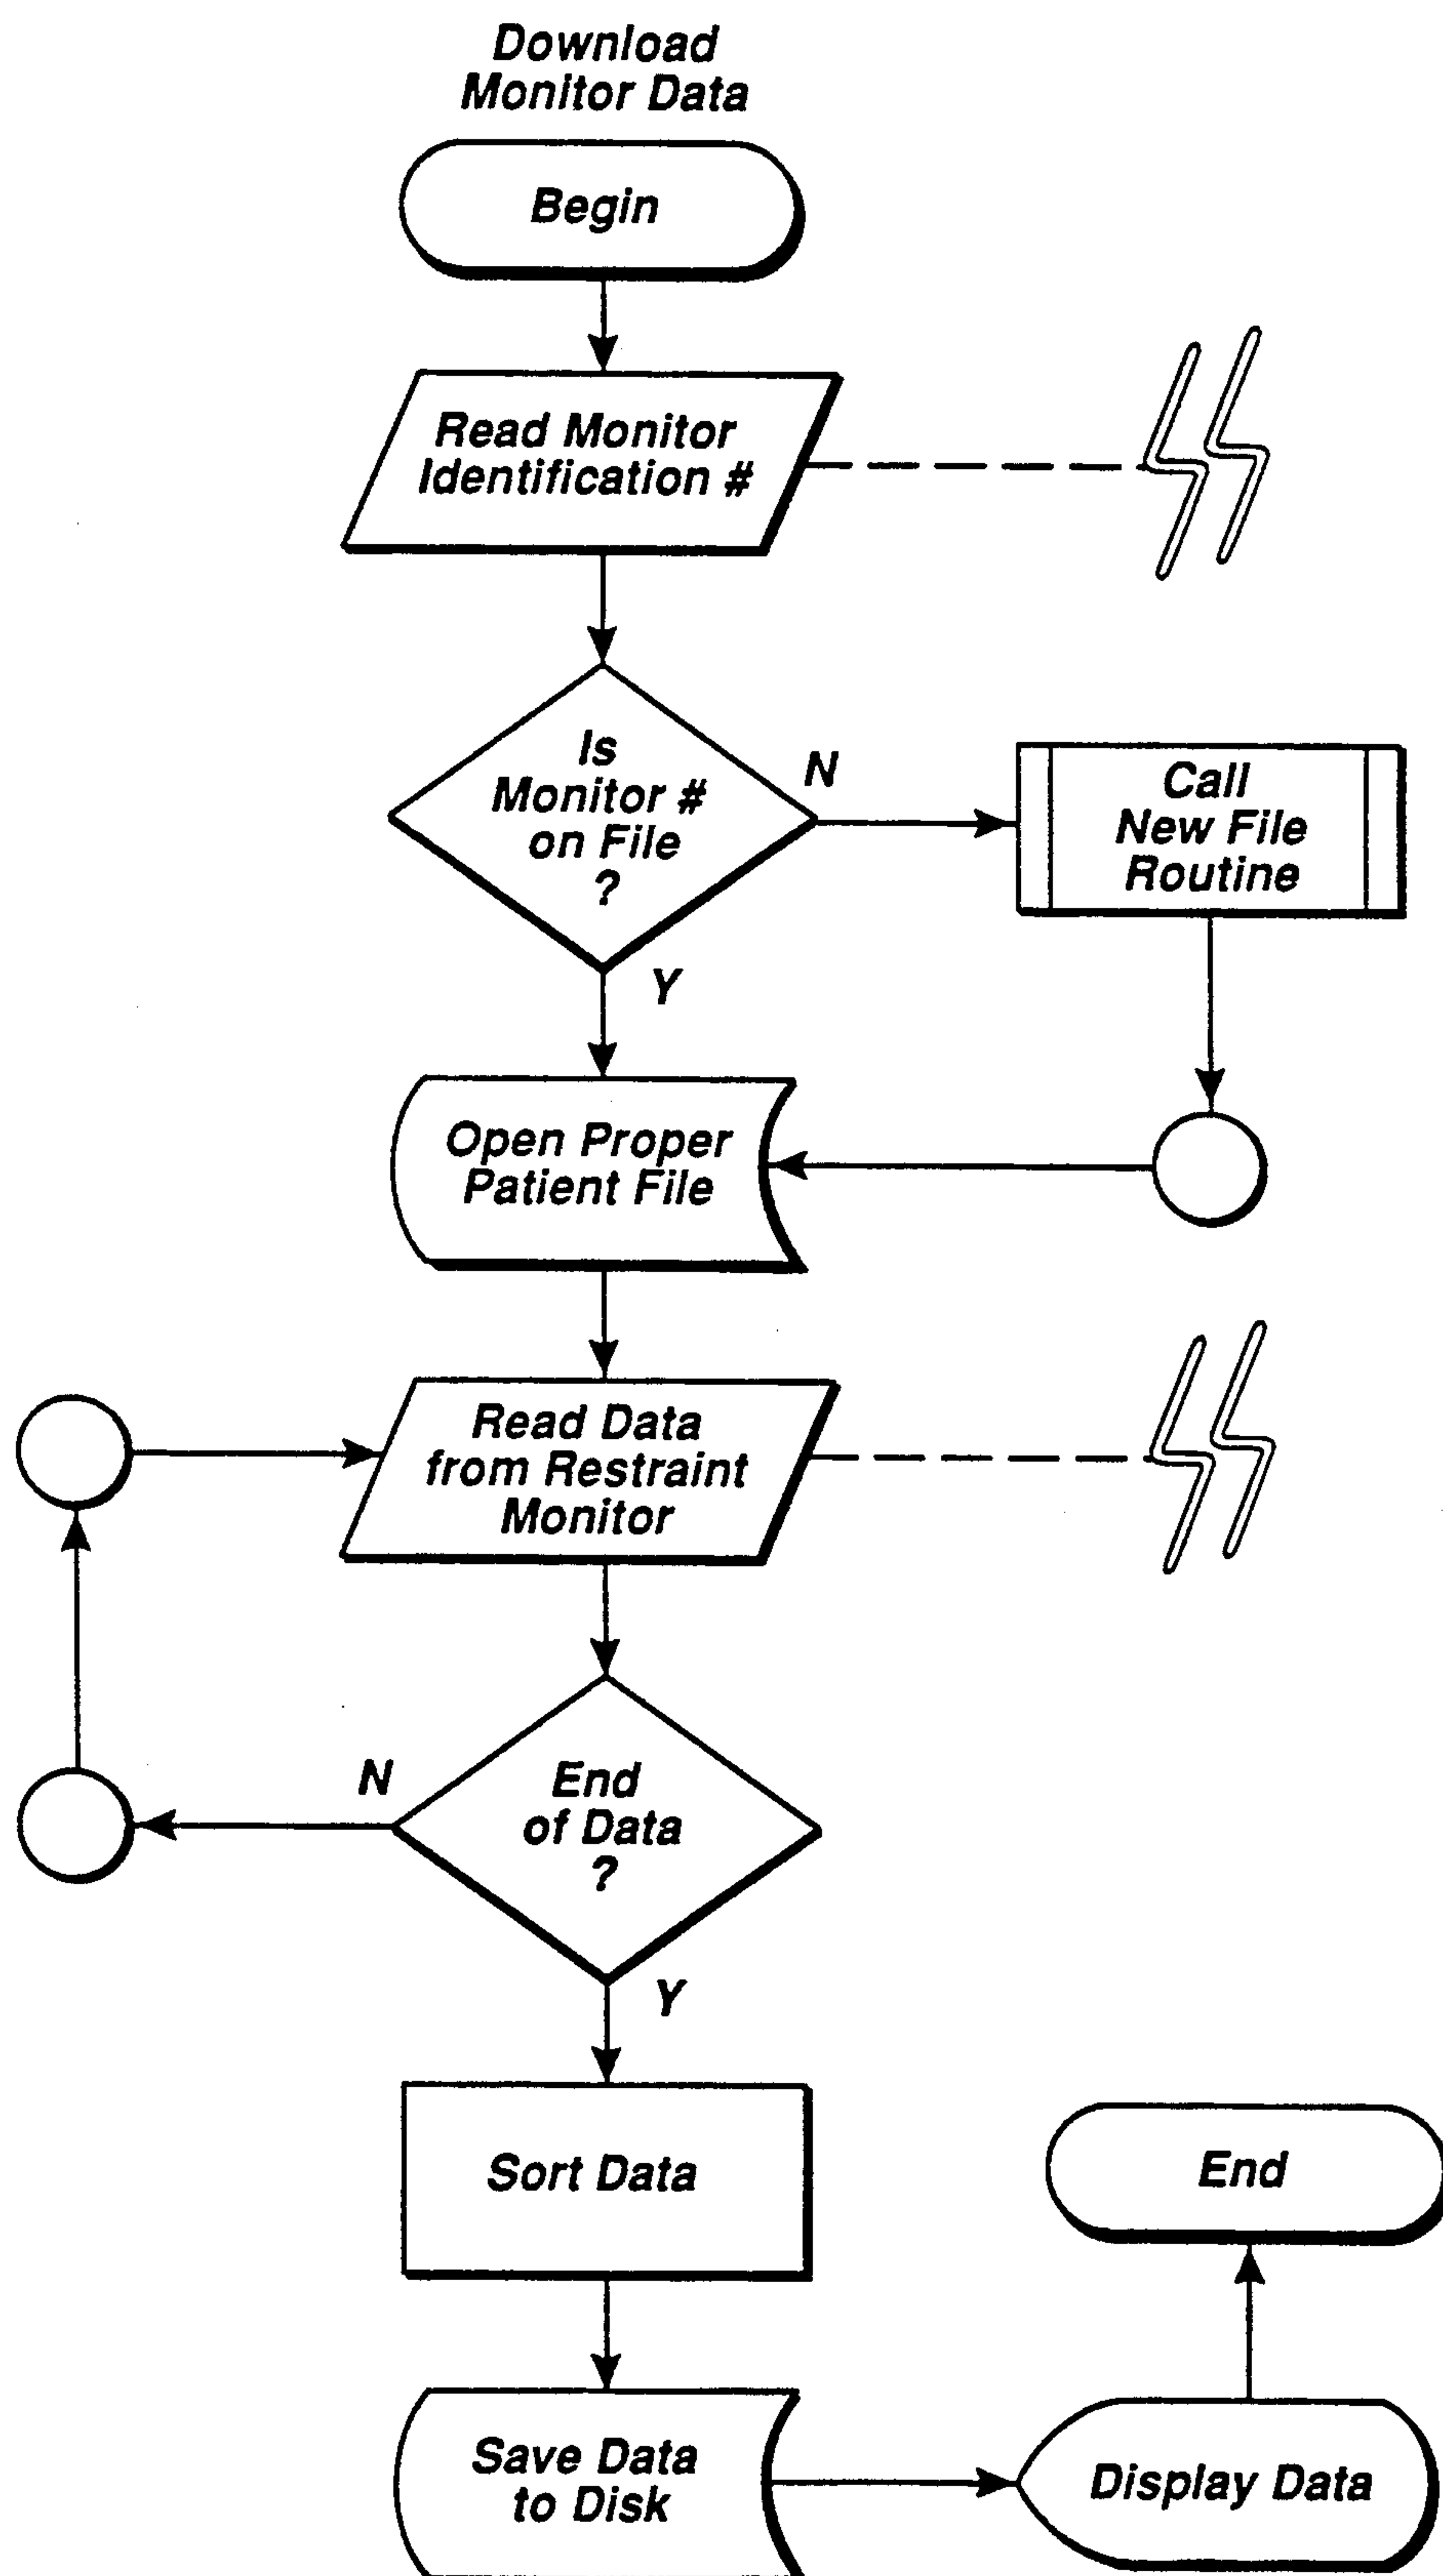 Download
Monitor Data
Begin
Read Monitor
Identification #
Is
Monitor #
on File
?
N
Call
New File
Routine
Y
Open Proper
Patient File
Read Data
from Restraint
Monitor
End
of Data
?
N
Y
Sort Data
End
Save Data
to Disk
Display Data